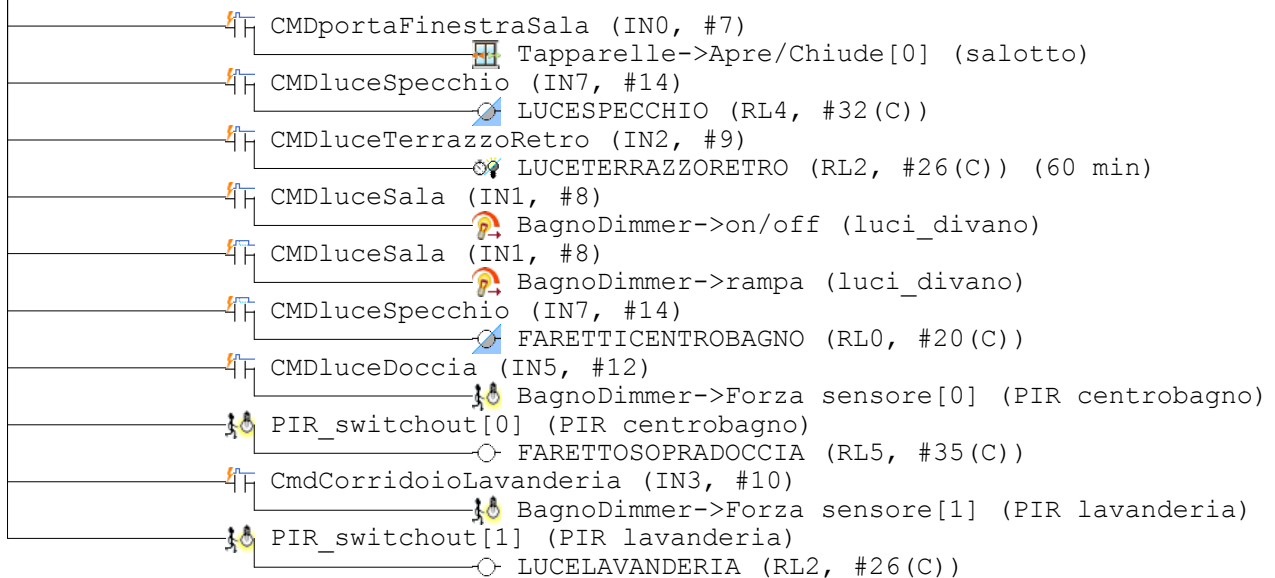 CMDportaFinestraSala (IN0, #7)
Tapparelle->Apre/Chiude[0] (salotto)
CMDluceSpecchio (IN7, #14)
LUCESPECCHIO (RL4, #32(C))
CMDluceTerrazzoRetro (IN2, #9)
LUCETERRAZZORETRO (RL2, #26(C)) (60 min)
CMDluceSala (IN1, #8)
BagnoDimmer->on/off (luci_divano)
CMDluceSala (IN1, #8)
BagnoDimmer->rampa (luci_divano)
CMDluceSpecchio (IN7, #14)
FARETTICENTROBAGNO (RL0, #20(C))
CMDluceDoccia (IN5, #12)
BagnoDimmer->Forza sensore[0] (PIR centrobagno)
PIR_switchout[0] (PIR centrobagno)
FARETTOSOPRADOCCIA (RL5, #35(C))
CmdCorridoioLavanderia (IN3, #10)
BagnoDimmer->Forza sensore[1] (PIR lavanderia)
PIR_switchout[1] (PIR lavanderia)
LUCELAVANDERIA (RL2, #26(C))